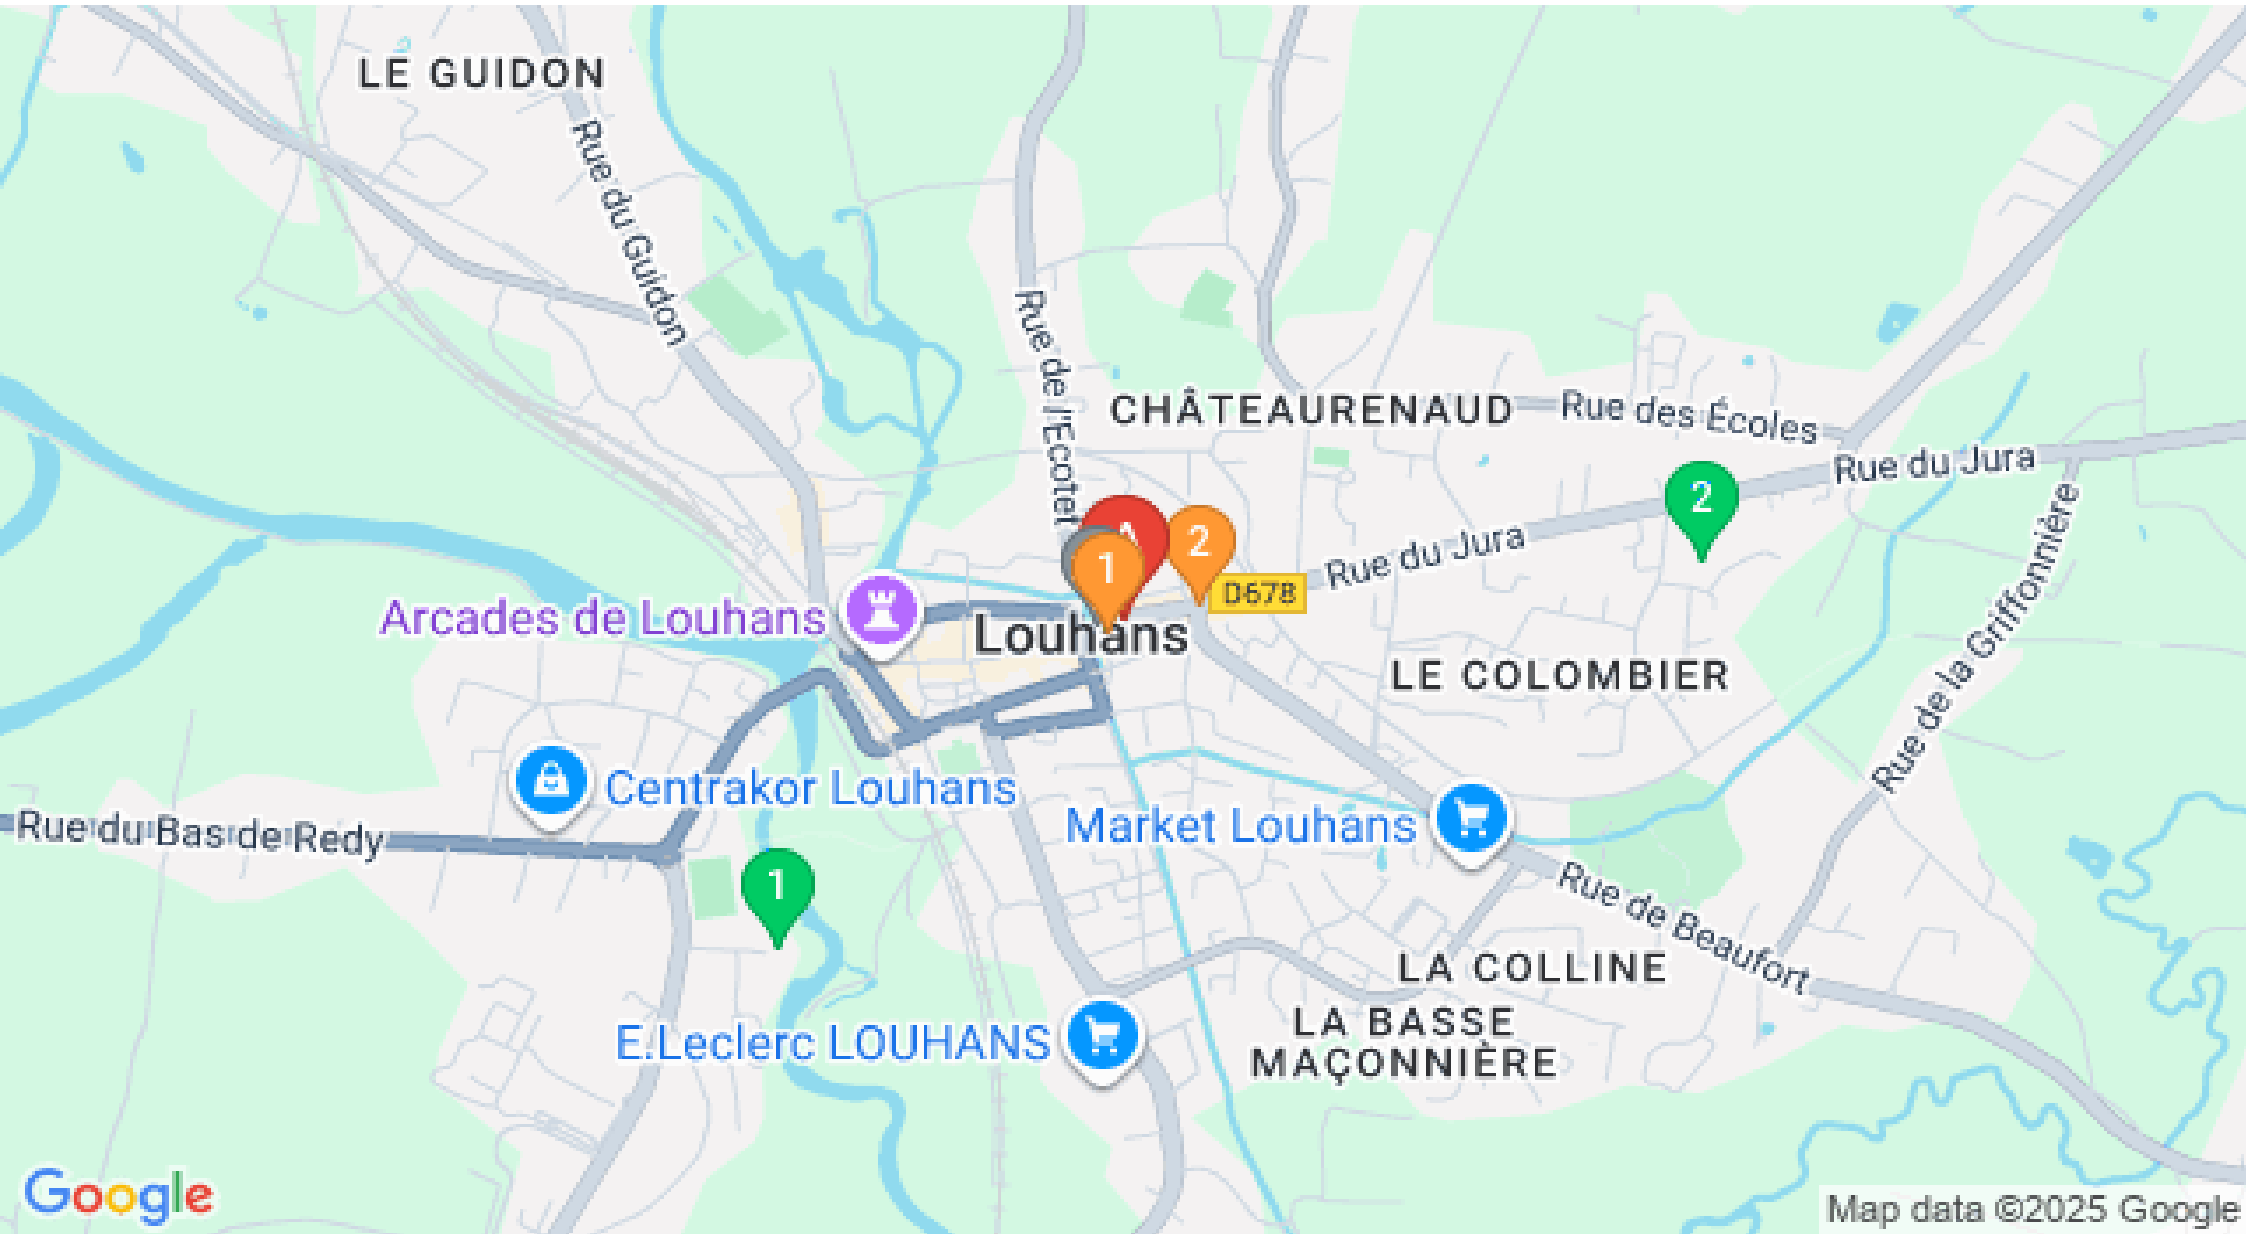 LE GUIDON
Rue du Guidon
Rue de l'Ecotet
CHÂTEAURENAUD
Rue des Écoles
Rue du Jura
2
A
2
1
Rue du Jura
D678
Rue de la Griffonnière
Arcades de Louhans
Louhans
LE COLOMBIER
Centrakor Louhans
Market Louhans
Rue du Bas de Redy
1
Rue de Beaufort
LA COLLINE
E.Leclerc LOUHANS
LA BASSE
MAÇONNIÈRE
Google
Map data ©2025 Google